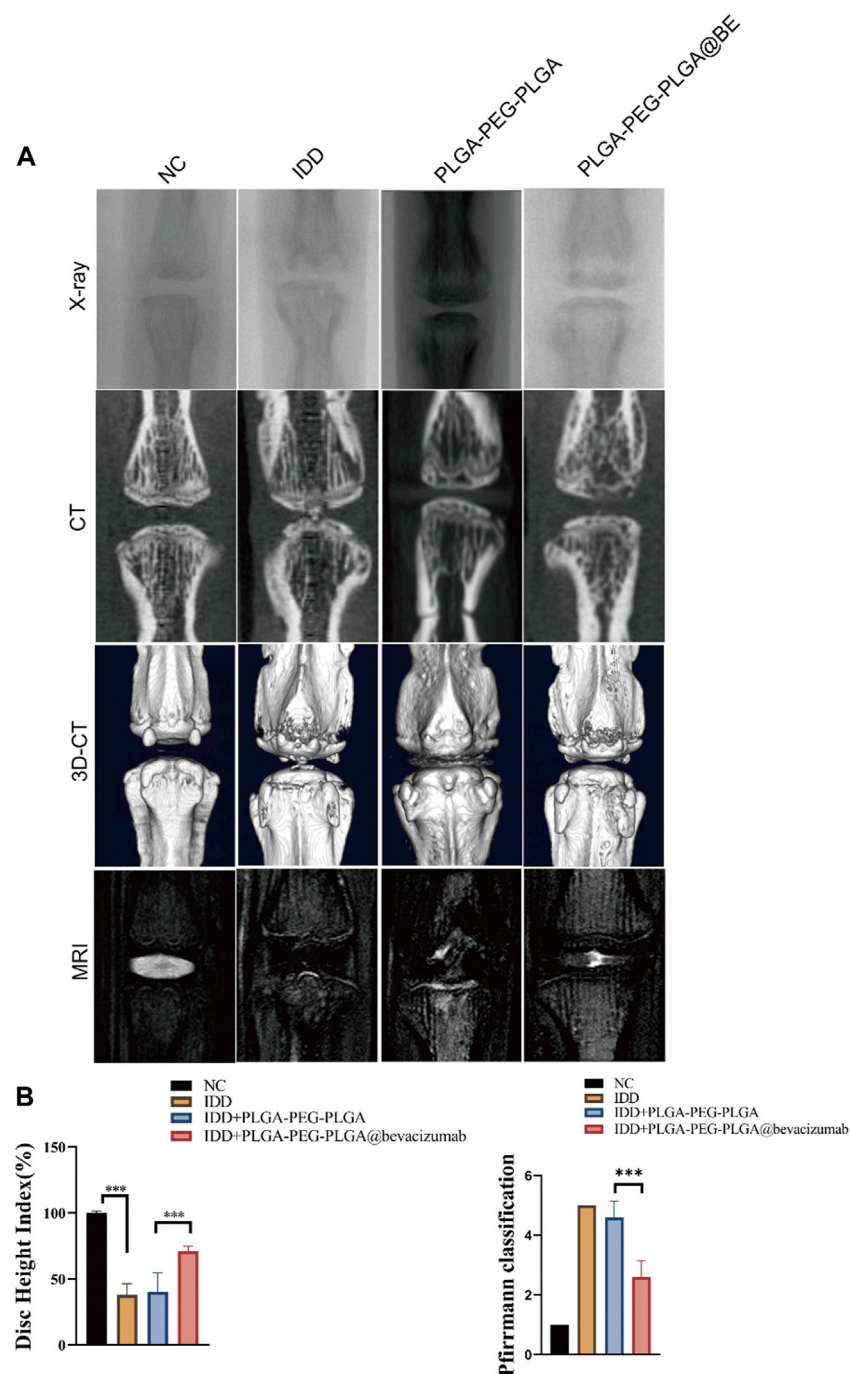 A
NC
IDD
PLGA-PEG-PLGA
PLGA-PEG-PLGA@BE
X-ray
CT
3D-CT
MRI
B
NC
IDD
IDD+PLGA-PEG-PLGA
IDD+PLGA-PEG-PLGA@bevacizumab
Disc Height Index(%)
150
100
50
0
***
***
NC
IDD
IDD+PLGA-PEG-PLGA
IDD+PLGA-PEG-PLGA@bevacizumab
Pfirrmann classification
6
4
2
0
***